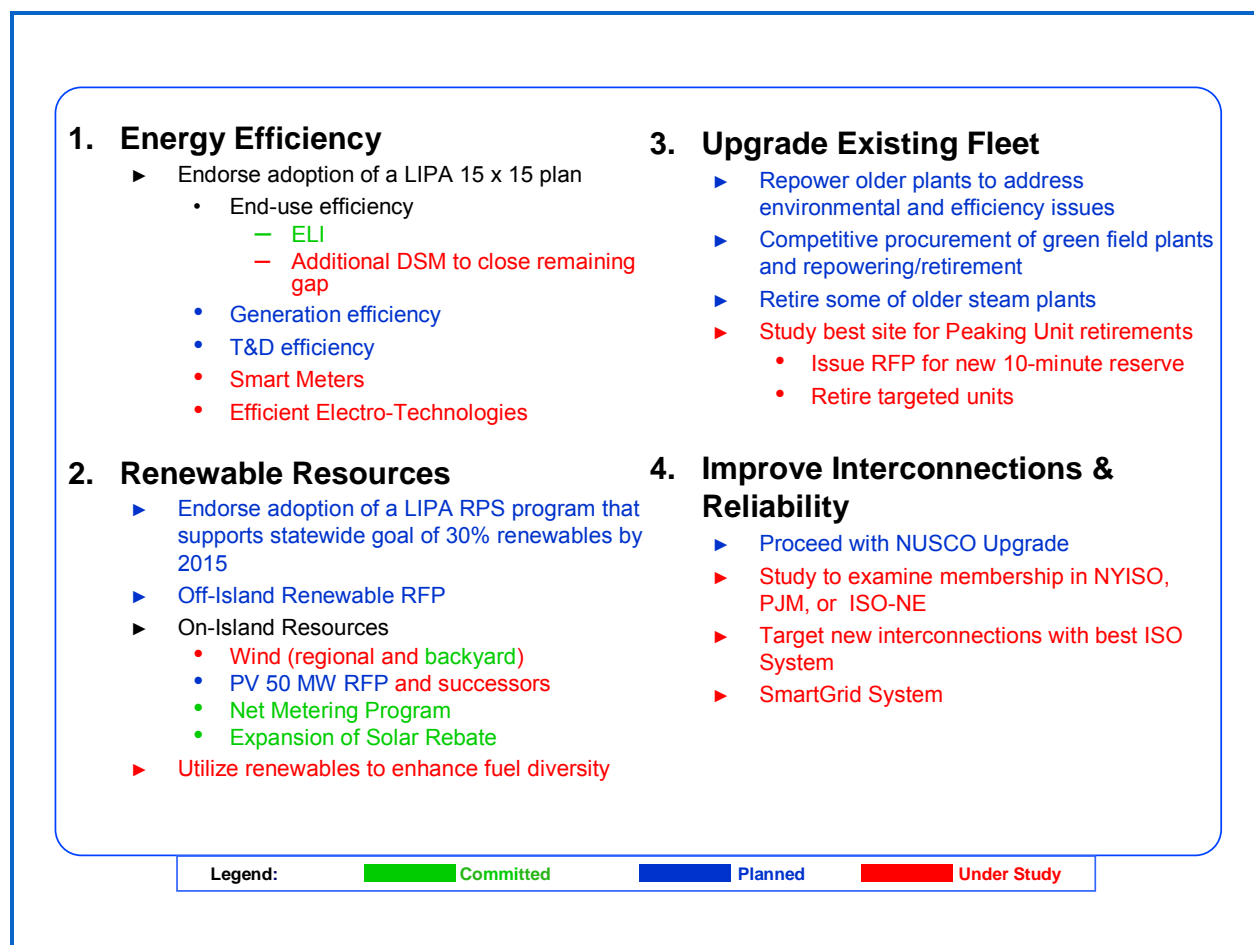 1. Energy Efficiency
► Endorse adoption of a LIPA 15 x 15 plan
• End-use efficiency
– ELI
– Additional DSM to close remaining
gap
• Generation efficiency
• T&D efficiency
• Smart Meters
• Efficient Electro-Technologies
2. Renewable Resources
► Endorse adoption of a LIPA RPS program that
supports statewide goal of 30% renewables by
2015
► Off-Island Renewable RFP
► On-Island Resources
• Wind (regional and backyard)
• PV 50 MW RFP and successors
• Net Metering Program
• Expansion of Solar Rebate
► Utilize renewables to enhance fuel diversity
3. Upgrade Existing Fleet
► Repower older plants to address
environmental and efficiency issues
► Competitive procurement of green field plants
and repowering/retirement
► Retire some of older steam plants
► Study best site for Peaking Unit retirements
• Issue RFP for new 10-minute reserve
• Retire targeted units
4. Improve Interconnections &
Reliability
► Proceed with NUSCO Upgrade
► Study to examine membership in NYISO,
PJM, or ISO-NE
► Target new interconnections with best ISO
System
► SmartGrid System
Legend: Committed Planned Under Study